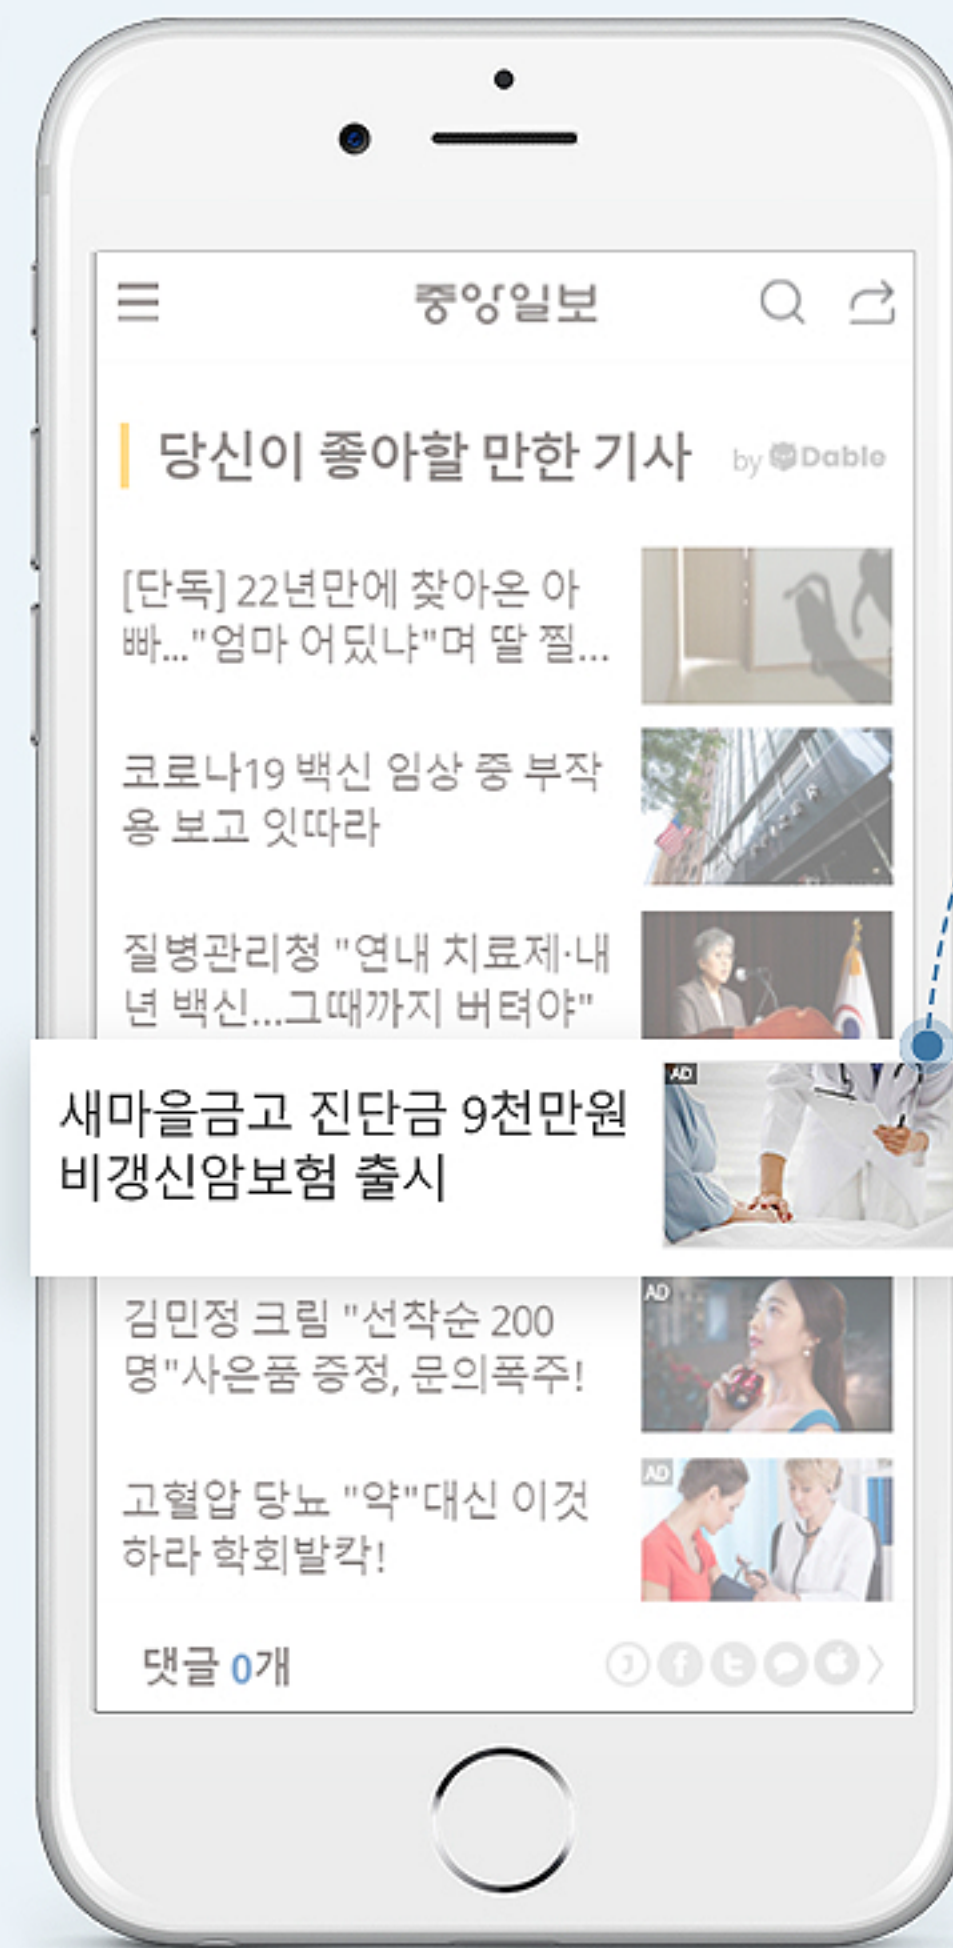 중앙일보
당신이 좋아할 만한 기사 by Dable
[단독] 22년만에 찾아온 아
빠..."엄마 어딨냐"며 딸 찔...
코로나19 백신 임상 중 부작
용 보고 잇따라
질병관리청 "연내 치료제·내
년 백신...그때까지 버텨야"
새마을금고 진단금 9천만원
비갱신암보험 출시
AD
김민정 크림 "선착순 200
명"사은품 증정, 문의폭주!
AD
고혈압 당뇨 "약"대신 이것
하라 학회발칵!
AD
댓글 0개